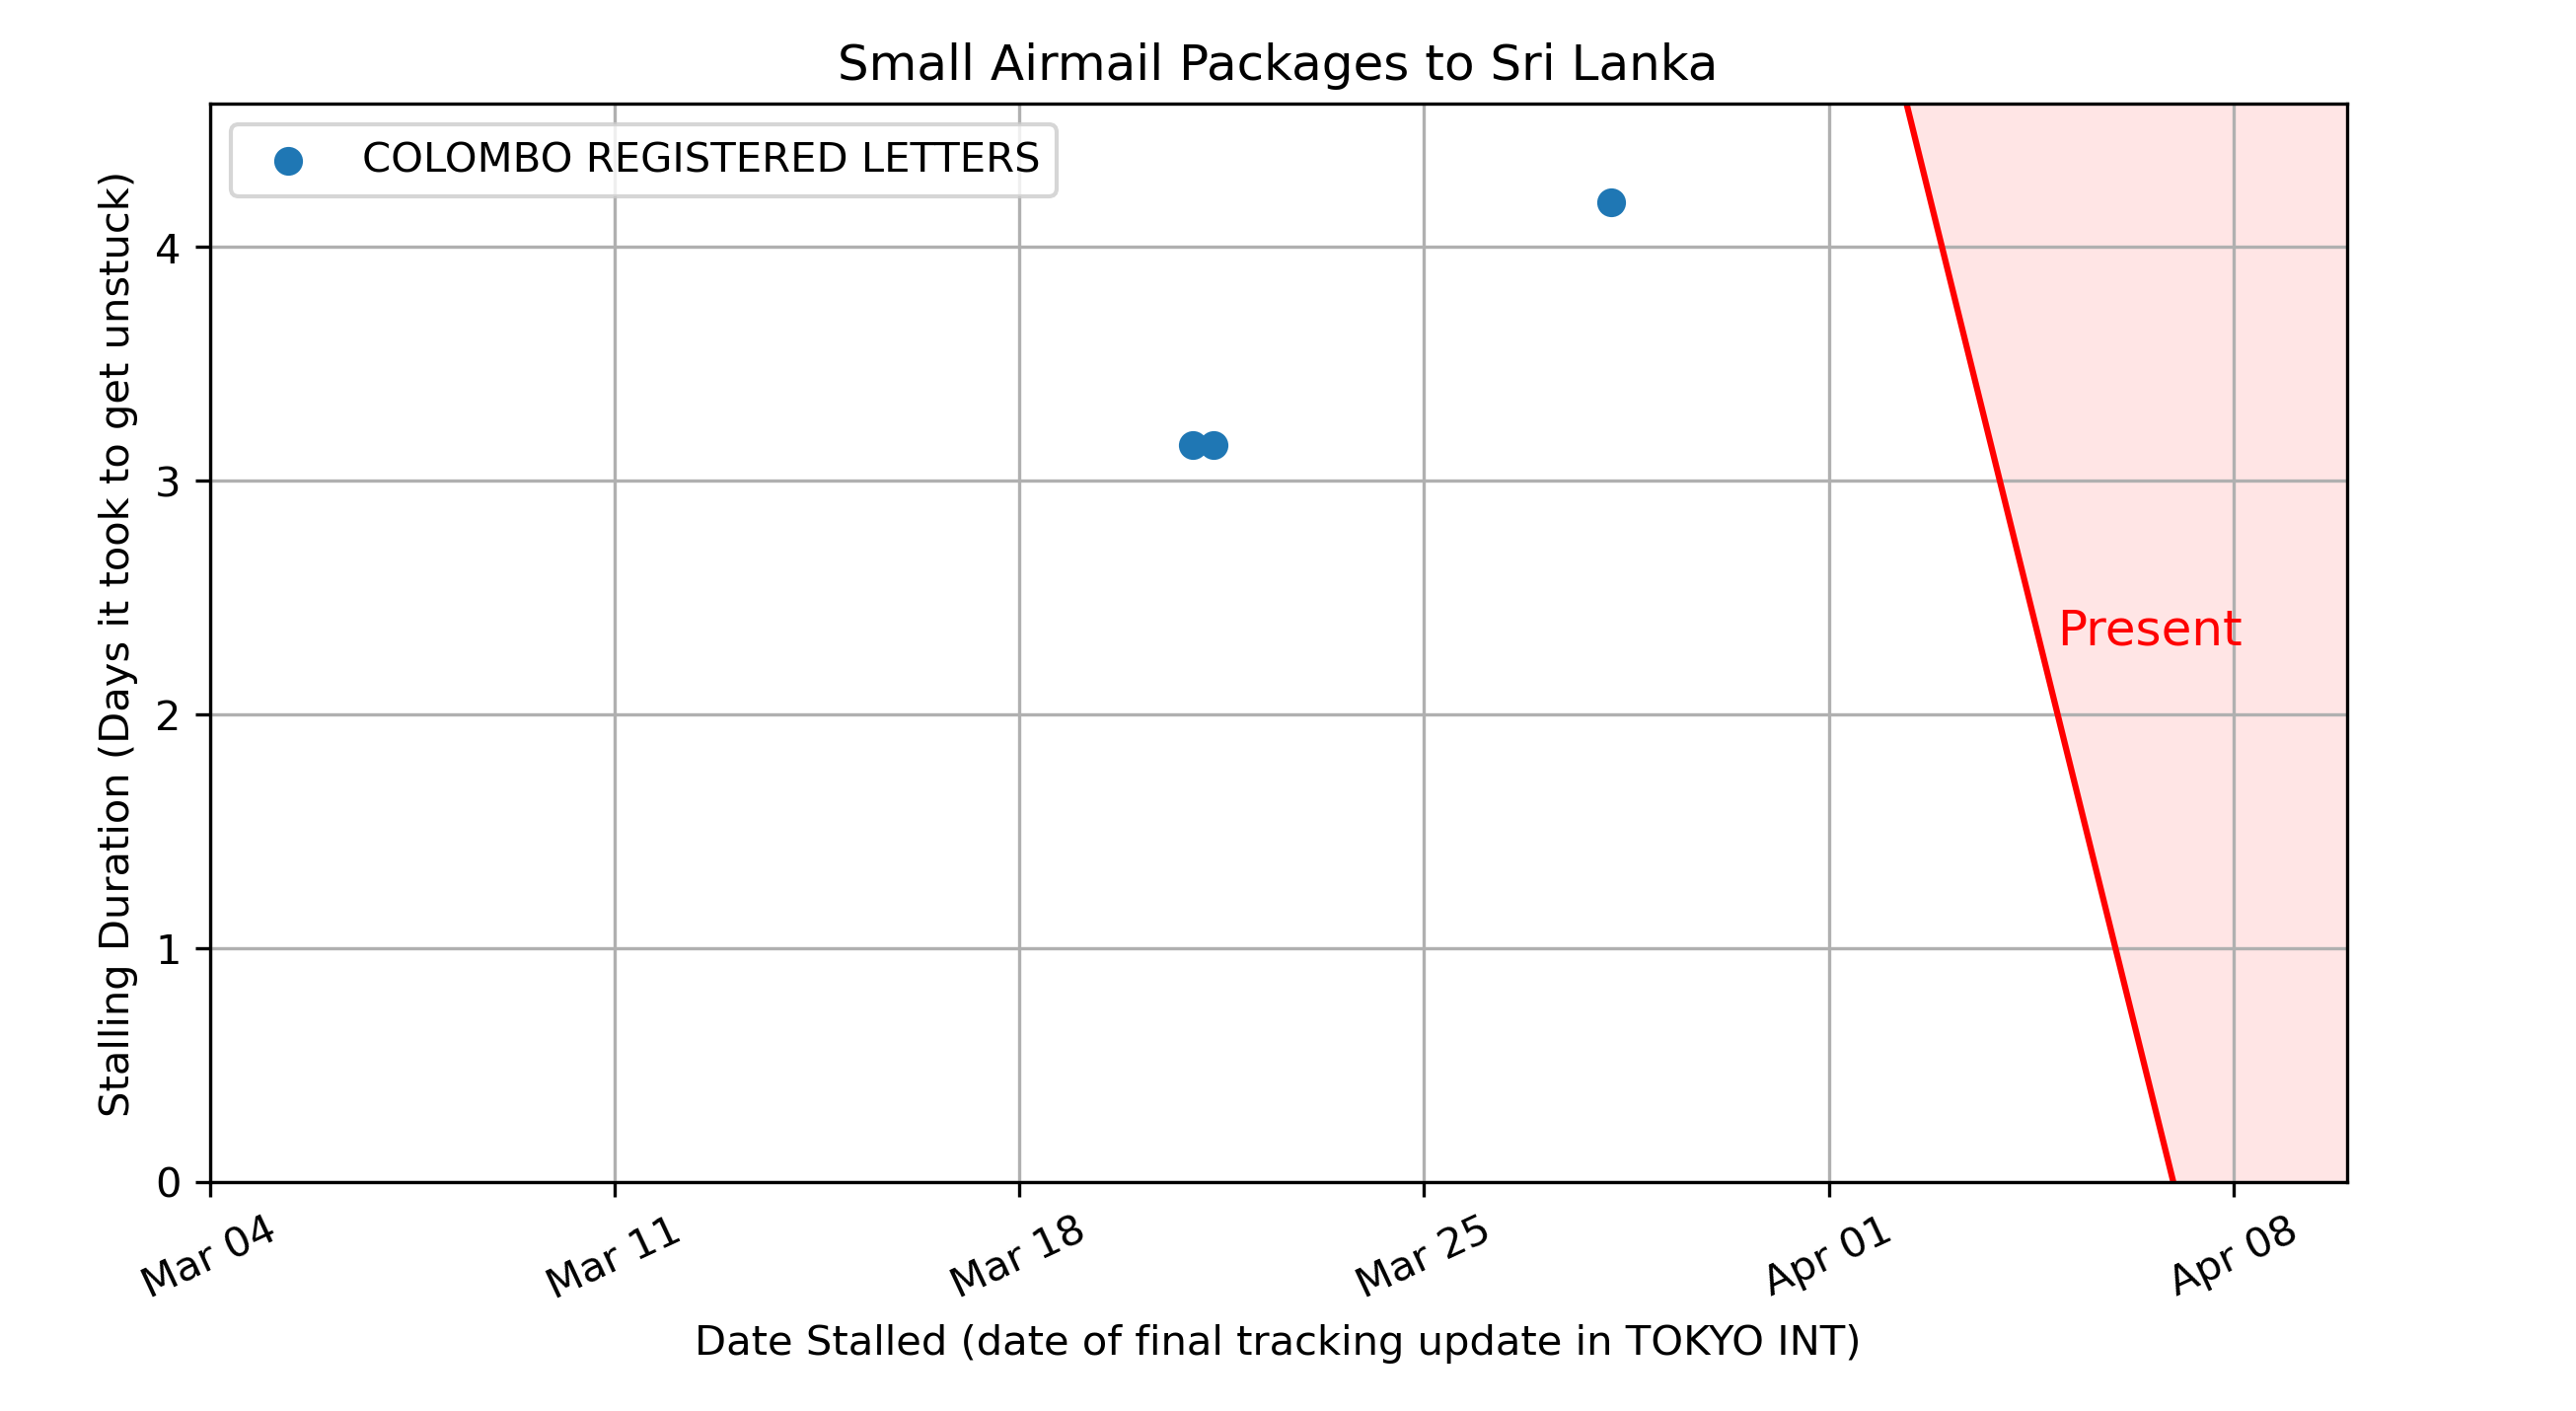 Small Airmail Packages to Sri Lanka
COLOMBO REGISTERED LETTERS
Stalling Duration (Days it took to get unstuck)
4
3
2
1
0
Present
Mar 04
Mar 11
Mar 18
Mar 25
Apr 01
Apr 08
Date Stalled (date of final tracking update in TOKYO INT)